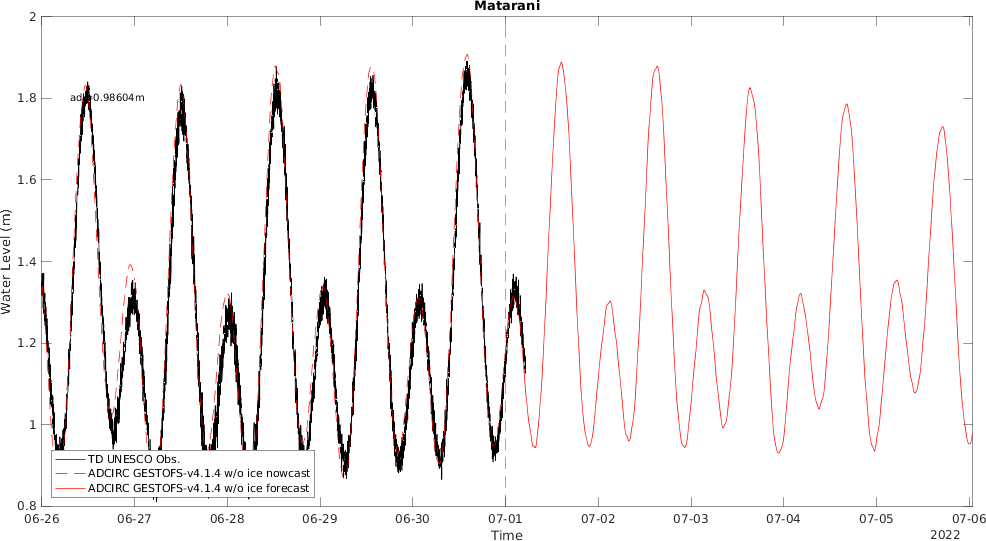 Matarani
2
1.8
1.6
1.4
1.2
1
0.8
Water Level (m)
0.98604m
TD UNESCO Obs.
ADCIRC GESTOFS-v4.1.4 w/o ice nowcast
ADCIRC GESTOFS-v4.1.4 w/o ice forecast
06-26 06-27 06-28 06-29 06-30 07-01 07-02 07-03 07-04 07-05 07-06
Time
2022